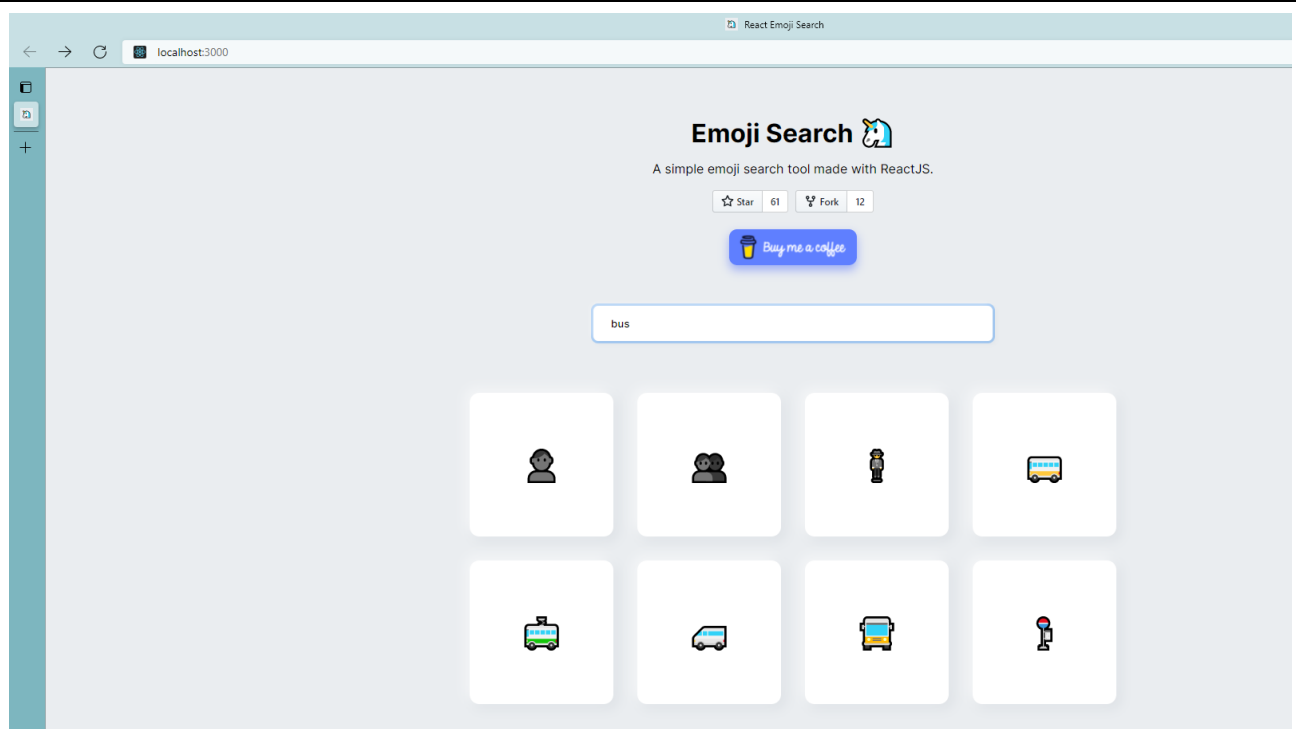 React Emoji Search
localhost:3000
Emoji Search
A simple emoji search tool made with ReactJS.
Star 61 Fork 12
Buy me a coffee
bus